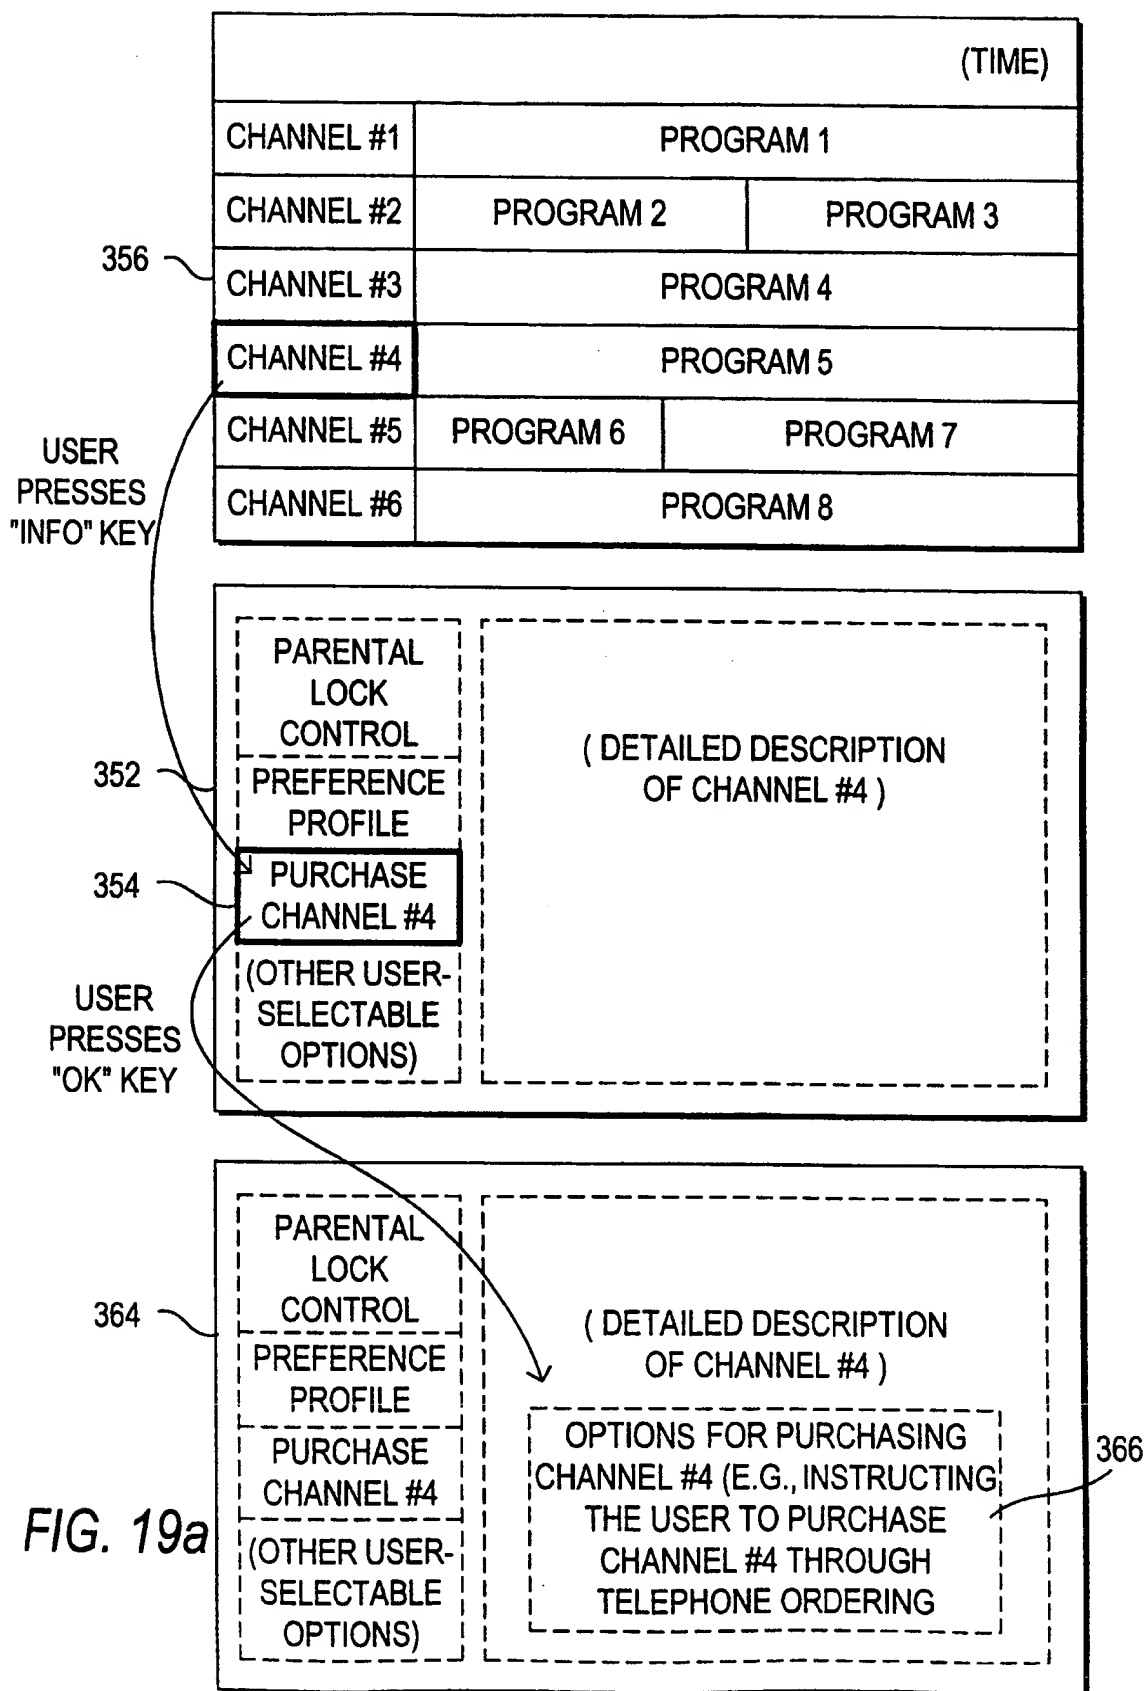 (TIME)
CHANNEL #1 PROGRAM 1
CHANNEL #2 PROGRAM 2 PROGRAM 3
356
CHANNEL #3 PROGRAM 4
CHANNEL #4 PROGRAM 5
CHANNEL #5 PROGRAM 6 PROGRAM 7
CHANNEL #6 PROGRAM 8
USER
PRESSES
"INFO" KEY
352
PARENTAL
LOCK
CONTROL
PREFERENCE
PROFILE
354
PURCHASE
CHANNEL #4
(OTHER USER-
SELECTABLE
OPTIONS)
( DETAILED DESCRIPTION
OF CHANNEL #4 )
USER
PRESSES
"OK" KEY
364
PARENTAL
LOCK
CONTROL
PREFERENCE
PROFILE
PURCHASE
CHANNEL #4
(OTHER USER-
SELECTABLE
OPTIONS)
( DETAILED DESCRIPTION
OF CHANNEL #4 )
OPTIONS FOR PURCHASING
CHANNEL #4 (E.G., INSTRUCTING
THE USER TO PURCHASE
CHANNEL #4 THROUGH
TELEPHONE ORDERING
366
FIG. 19a